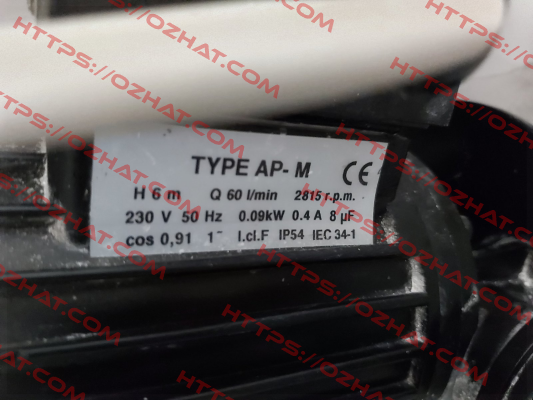 TYPE AP- M CE
H 6 m Q 60 l/min 2815 r.p.m.
230 V 50 Hz 0.09kW 0.4 A 8 µF
cos 0,91 1~ I.cl.F IP54 IEC 34-1
HTTPS://OZHAT.COM